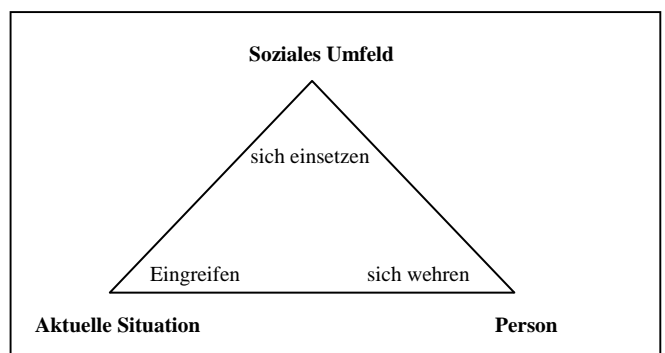 Soziales Umfeld
sich einsetzen
Eingreifen sich wehren
Aktuelle Situation Person